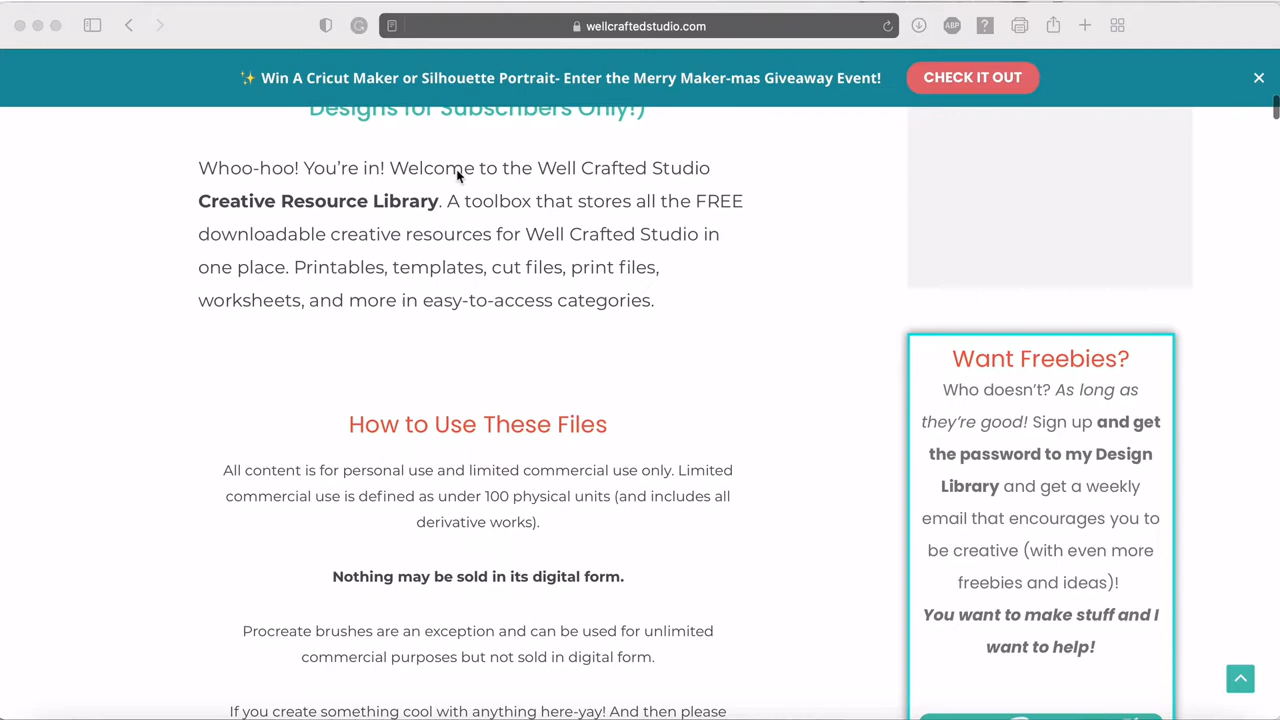 wellcraftedstudio.com
ABP
?
✨ Win A Cricut Maker or Silhouette Portrait- Enter the Merry Maker-mas Giveaway Event!
CHECK IT OUT
Designs for Subscribers Only!)
Whoo-hoo! You're in! Welcome to the Well Crafted Studio
Creative Resource Library. A toolbox that stores all the FREE
downloadable creative resources for Well Crafted Studio in
one place. Printables, templates, cut files, print files,
worksheets, and more in easy-to-access categories.
How to Use These Files
All content is for personal use and limited commercial use only. Limited
commercial use is defined as under 100 physical units (and includes all
derivative works).
Nothing may be sold in its digital form.
Procreate brushes are an exception and can be used for unlimited
commercial purposes but not sold in digital form.
If you create something cool with anything here-yay! And then please
Want Freebies?
Who doesn't? As long as
they're good! Sign up and get
the password to my Design
Library and get a weekly
email that encourages you to
be creative (with even more
freebies and ideas)!
You want to make stuff and I
want to help!